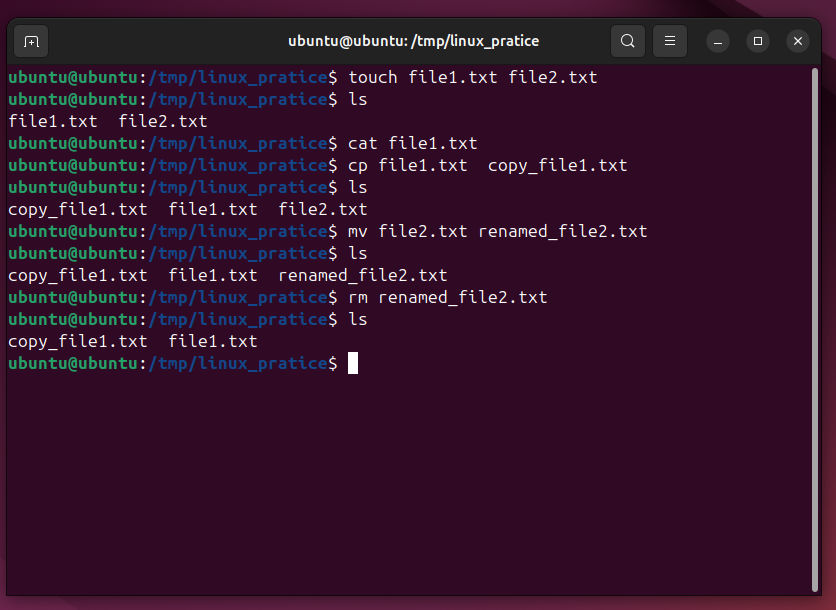 ubuntu@ubuntu: /tmp/linux_pratice
ubuntu@ubuntu:/tmp/linux_pratice$ touch file1.txt file2.txt
ubuntu@ubuntu:/tmp/linux_pratice$ ls
file1.txt  file2.txt
ubuntu@ubuntu:/tmp/linux_pratice$ cat file1.txt
ubuntu@ubuntu:/tmp/linux_pratice$ cp file1.txt  copy_file1.txt
ubuntu@ubuntu:/tmp/linux_pratice$ ls
copy_file1.txt  file1.txt  file2.txt
ubuntu@ubuntu:/tmp/linux_pratice$ mv file2.txt renamed_file2.txt
ubuntu@ubuntu:/tmp/linux_pratice$ ls
copy_file1.txt  file1.txt  renamed_file2.txt
ubuntu@ubuntu:/tmp/linux_pratice$ rm renamed_file2.txt
ubuntu@ubuntu:/tmp/linux_pratice$ ls
copy_file1.txt  file1.txt
ubuntu@ubuntu:/tmp/linux_pratice$